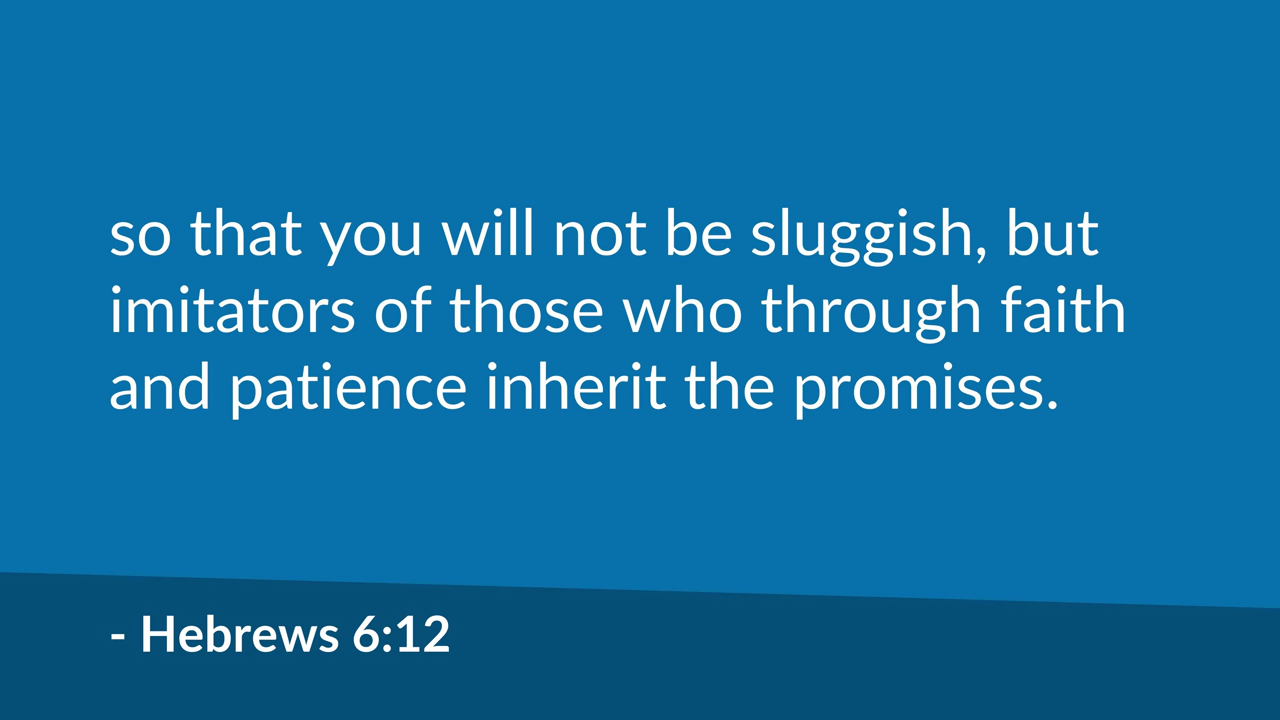 so that you will not be sluggish, but
imitators of those who through faith
and patience inherit the promises.
- Hebrews 6:12